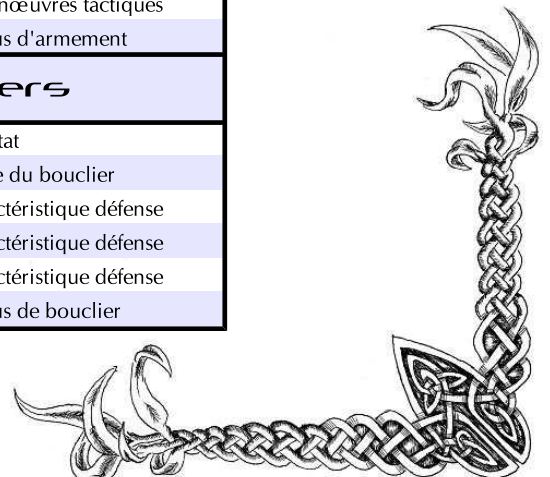 nœuvres tactiques
us d'armement
ers
tat
e du bouclier
ctéristique défense
ctéristique défense
ctéristique défense
us de bouclier